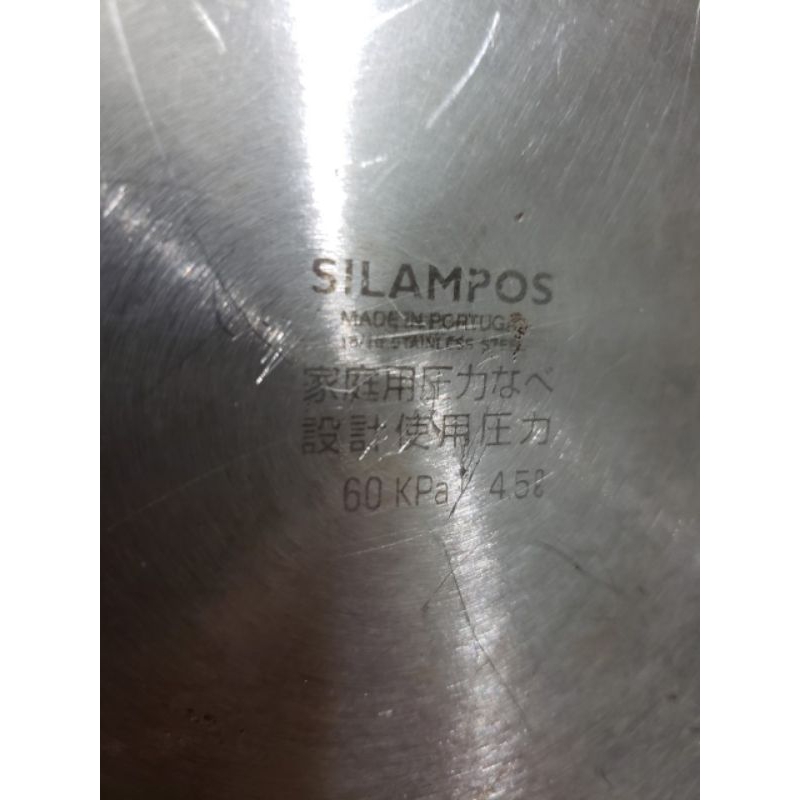 SILAMPOS
MADE IN PORTUGAL
18/10 STAINLESS STEEL
家庭用圧力なべ
設計使用圧力
60 KPa 4.5ℓ